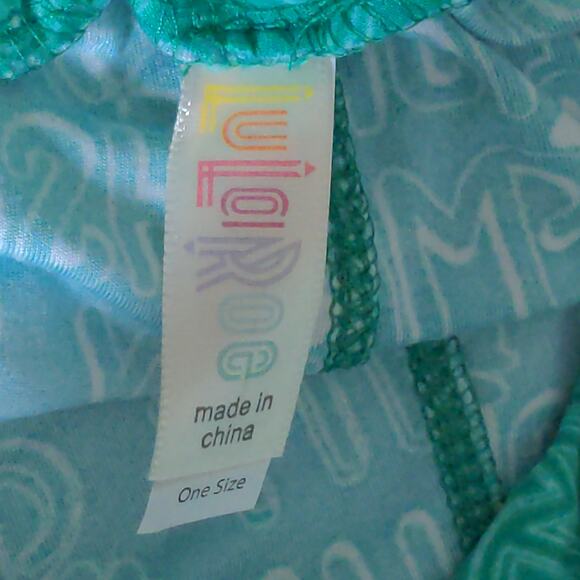 LuLaRoe
made in
china
One Size